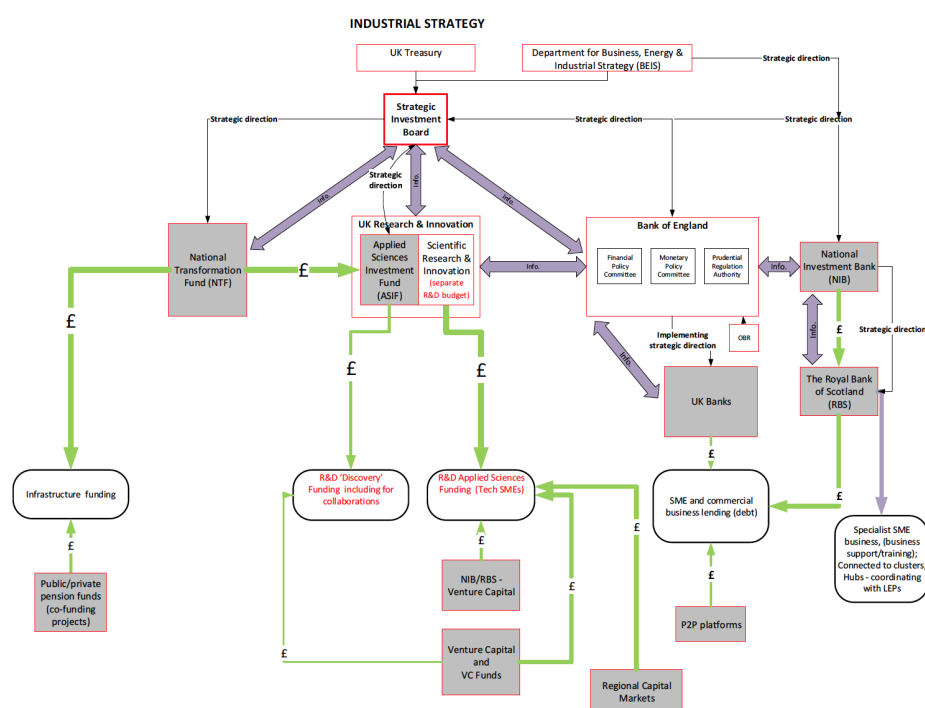 INDUSTRIAL STRATEGY
UK Treasury
Department for Business, Energy &
Industrial Strategy (BEIS)
Strategic direction
Strategic
Investment
Board
Strategic direction
Strategic direction
Strategic direction
Strategic
direction
Info.
Info.
Info.
UK Research & Innovation
Applied
Sciences
Investment
Fund (ASIF)
Scientific
Research &
Innovation
(separate
R&D budget)
National
Transformation
Fund (NTF)
£
£
Info.
Bank of England
Financial
Policy
Committee
Monetary
Policy
Committee
Prudential
Regulation
Authority
Info.
National
Investment Bank
(NIB)
£
Info.
Strategic direction
Implementing
strategic direction
OBR
Info.
UK Banks
The Royal Bank of
Scotland
(RBS)
£
£
£
£
Infrastructure funding
R&D ‘Discovery’
Funding including for
collaborations
R&D Applied Sciences
Funding (Tech SMEs)
SME and commercial
business lending (debt)
Specialist SME
business, (business
support/training);
Connected to clusters,
Hubs - coordinating
with LEPs
£
£
£
£
£
£
Public/private
pension funds
(co-funding
projects)
NIB/RBS -
Venture Capital
Venture Capital
and
VC Funds
P2P platforms
Regional Capital
Markets